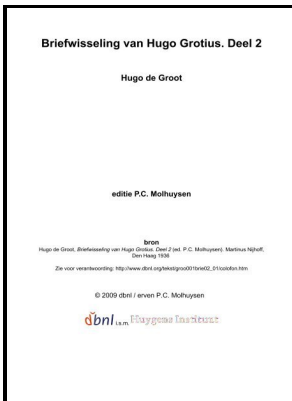 Briefwisseling van Hugo Grotius. Deel 2
Hugo de Groot
editie P.C. Molhuysen
bron
Hugo de Groot, Briefwisseling van Hugo Grotius. Deel 2 (ed. P.C. Molhuysen). Martinus Nijhoff,
Den Haag 1936
Zie voor verantwoording: http://www.dbnl.org/tekst/groo001brie02_01/colofon.htm
© 2009 dbnl / erven P.C. Molhuysen
dbnl i.s.m. Huygens Instituut